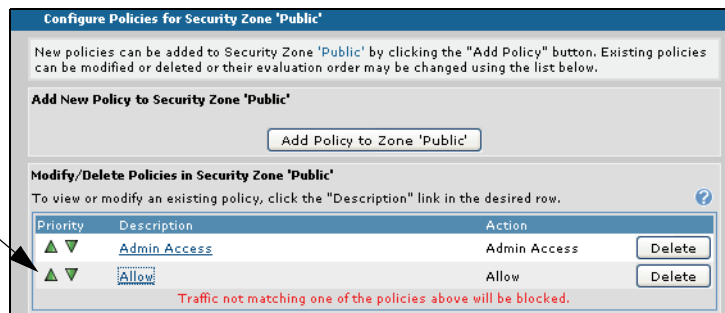 Configure Policies for Security Zone 'Public'
New policies can be added to Security Zone 'Public' by clicking the "Add Policy" button. Existing policies
can be modified or deleted or their evaluation order may be changed using the list below.
Add New Policy to Security Zone 'Public'
Add Policy to Zone 'Public'
Modify/Delete Policies in Security Zone 'Public'
To view or modify an existing policy, click the "Description" link in the desired row. ?
Priority Description Action
Admin Access Admin Access Delete
Allow Allow Delete
Traffic not matching one of the policies above will be blocked.